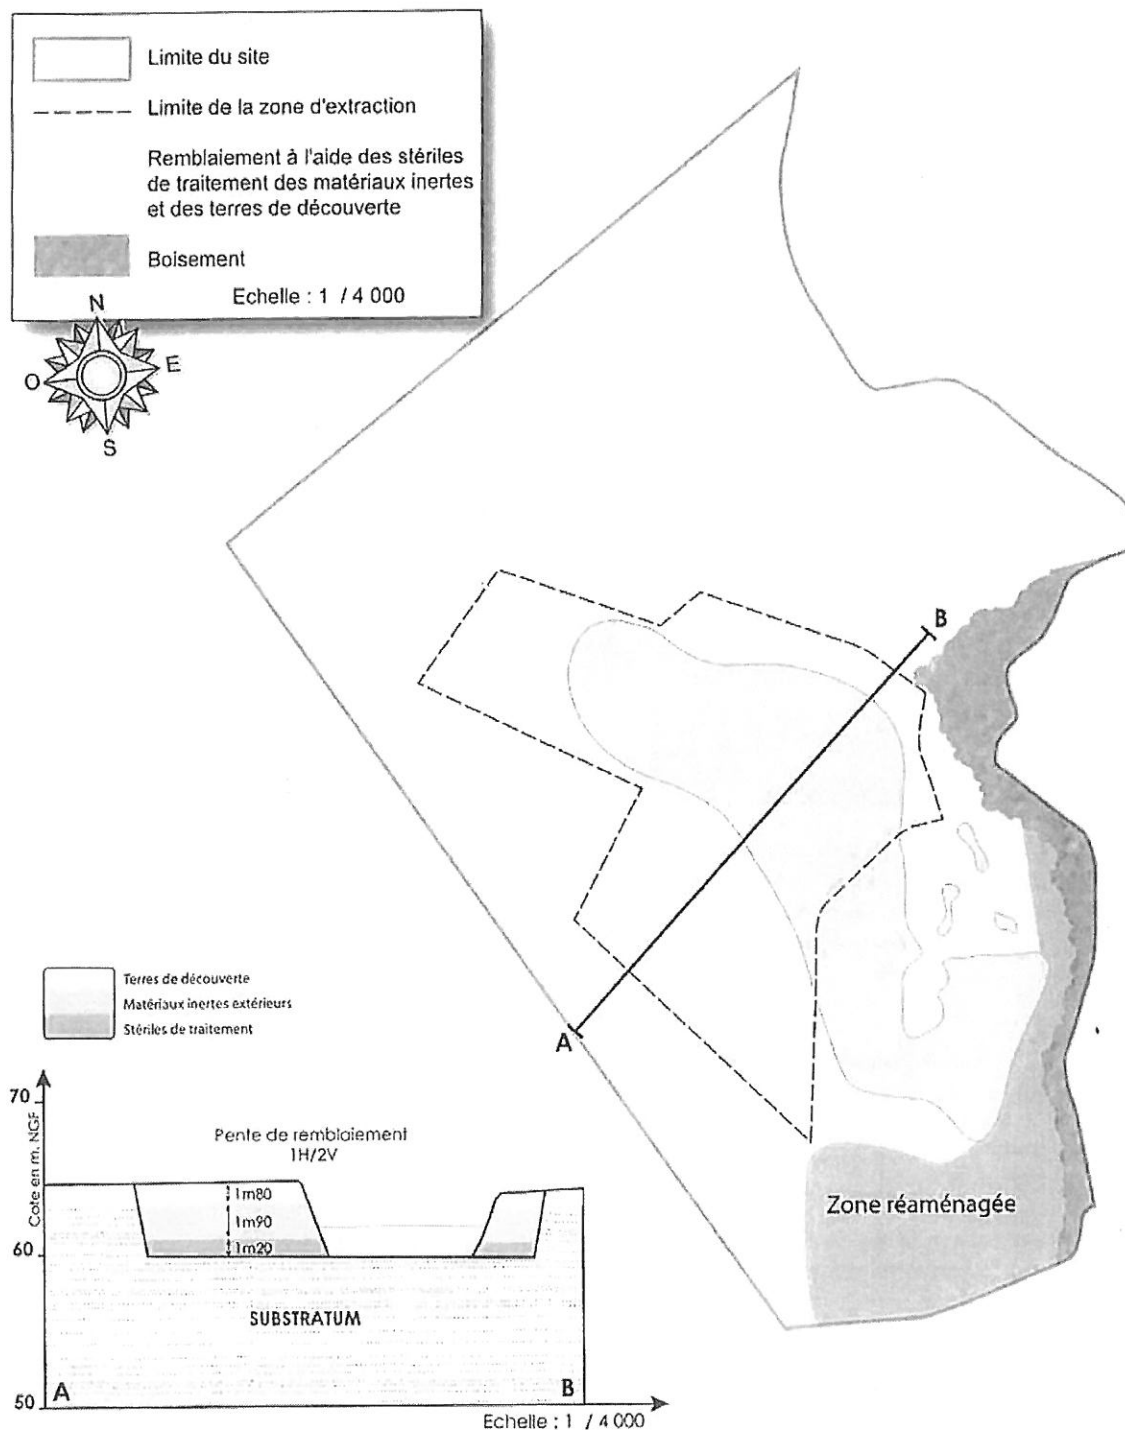 Limite du site
Limite de la zone d'extraction
Remblaiement à l'aide des stériles
de traitement des matériaux inertes
et des terres de découverte
Boisement
Echelle : 1 / 4 000
N
O
E
S
B
A
Zone réaménagée
Terres de découverte
Matériaux inertes extérieurs
Stériles de traitement
70
Cote en m. NGF
Pente de remblaiement
1H/2V
1m80
1m90
60
1m20
SUBSTRATUM
50
A
B
Echelle : 1 / 4 000